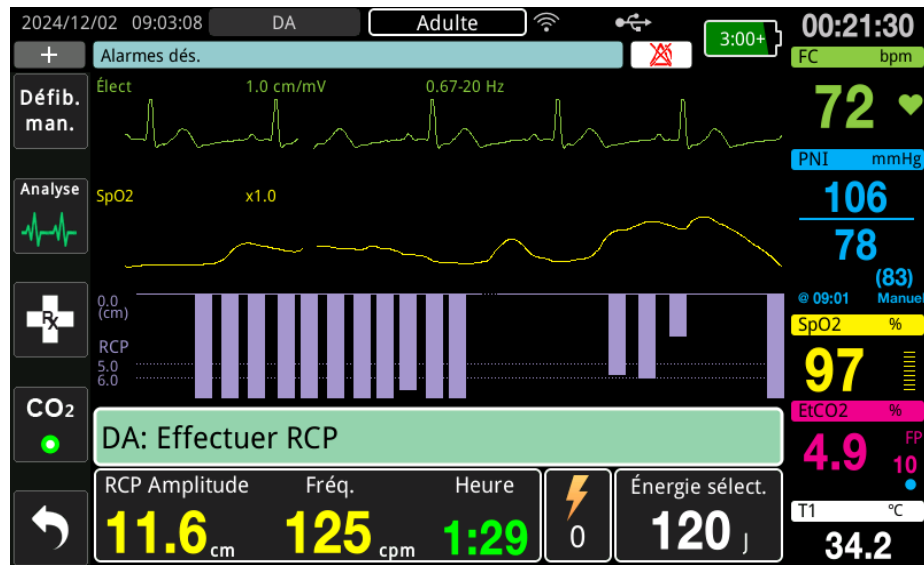 2024/12/02 09:03:08 DA Adulte 3:00+ 00:21:30
+ Alarmes dés. FC bpm
Défib. man.
Élect 1.0 cm/mV 0.67-20 Hz
72
PNI mmHg
Analyse
SpO2 x1.0
106
78
(83)
@ 09:01 Manuel
Rx
0.0
(cm)
RCP
5.0
6.0
SpO2 %
97
CO2
DA: Effectuer RCP
EtCO2 %
4.9 FP
10
RCP Amplitude Fréq. Heure Énergie sélect.
11.6 cm 125 cpm 1:29 0 120 J
T1 °C
34.2